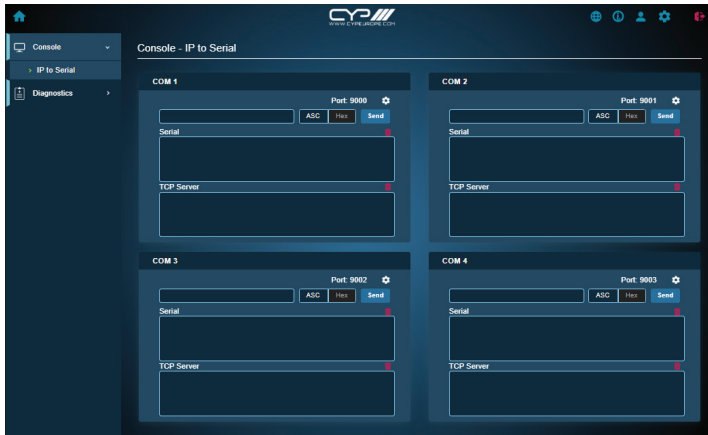 CYP
WWW.CYPEUROPE.COM
Console
IP to Serial
Diagnostics
Console - IP to Serial
COM 1
Port: 9000
ASC Hex Send
Serial
TCP Server
COM 2
Port: 9001
ASC Hex Send
Serial
TCP Server
COM 3
Port: 9002
ASC Hex Send
Serial
TCP Server
COM 4
Port: 9003
ASC Hex Send
Serial
TCP Server